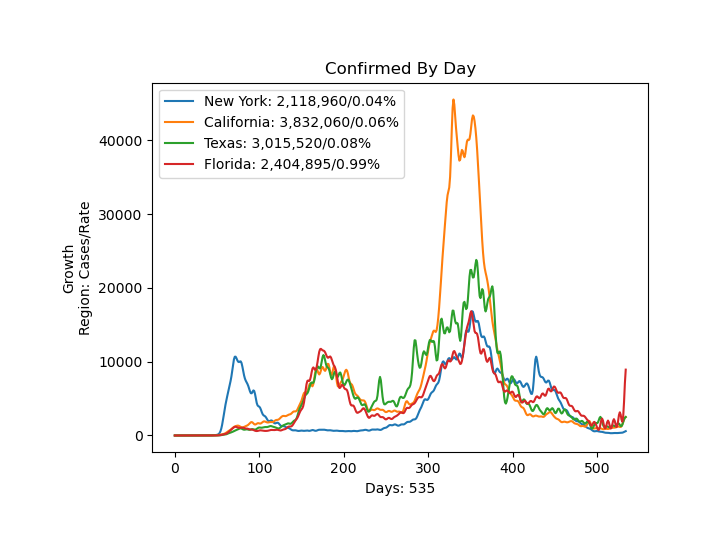 Confirmed By Day
New York: 2,118,960/0.04%
California: 3,832,060/0.06%
Texas: 3,015,520/0.08%
Florida: 2,404,895/0.99%
Growth
Region: Cases/Rate
40000
30000
20000
10000
0
0 100 200 300 400 500
Days: 535